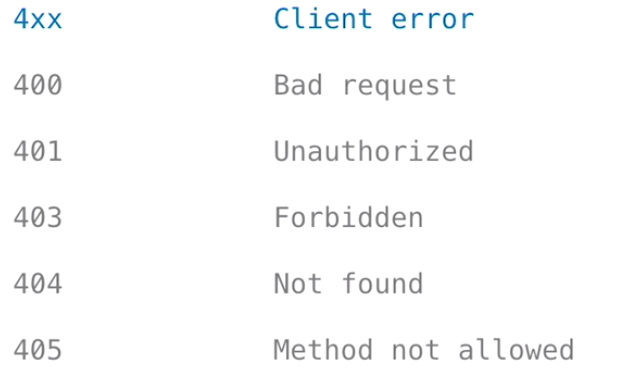 4xx Client error
400 Bad request
401 Unauthorized
403 Forbidden
404 Not found
405 Method not allowed